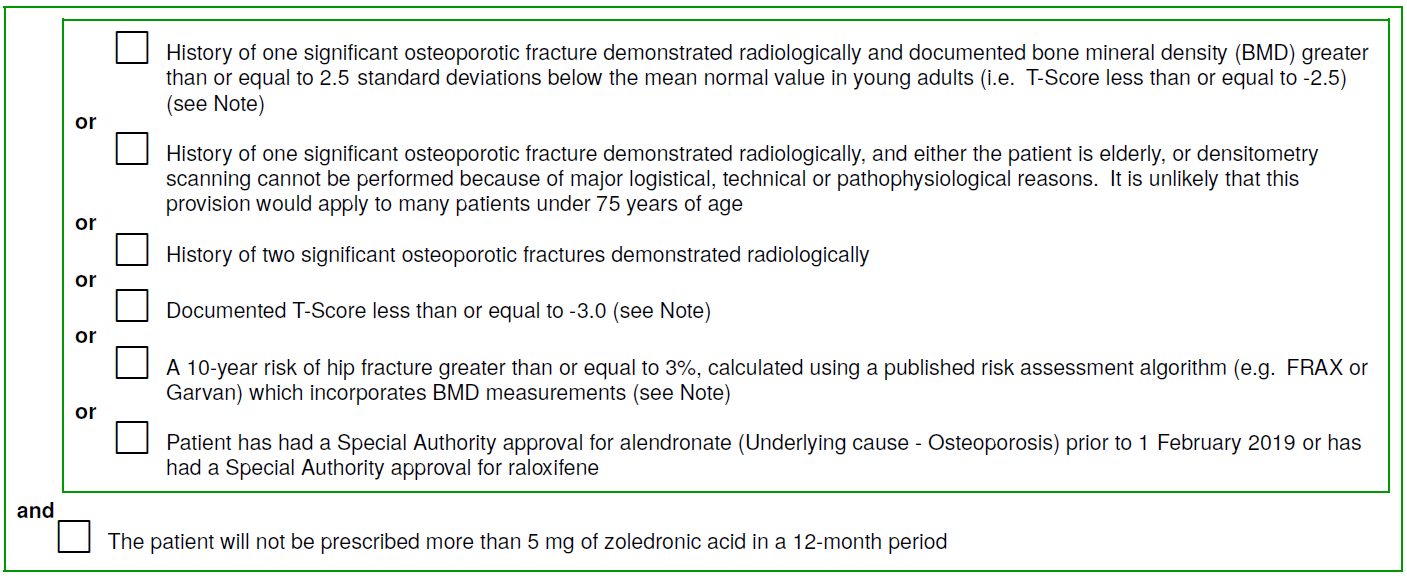 History of one significant osteoporotic fracture demonstrated radiologically and documented bone mineral density (BMD) greater
than or equal to 2.5 standard deviations below the mean normal value in young adults (i.e. T-Score less than or equal to -2.5)
(see Note)
or
History of one significant osteoporotic fracture demonstrated radiologically, and either the patient is elderly, or densitometry
scanning cannot be performed because of major logistical, technical or pathophysiological reasons. It is unlikely that this
provision would apply to many patients under 75 years of age
or
History of two significant osteoporotic fractures demonstrated radiologically
or
Documented T-Score less than or equal to -3.0 (see Note)
or
A 10-year risk of hip fracture greater than or equal to 3%, calculated using a published risk assessment algorithm (e.g. FRAX or
Garvan) which incorporates BMD measurements (see Note)
or
Patient has had a Special Authority approval for alendronate (Underlying cause - Osteoporosis) prior to 1 February 2019 or has
had a Special Authority approval for raloxifene
and
The patient will not be prescribed more than 5 mg of zoledronic acid in a 12-month period